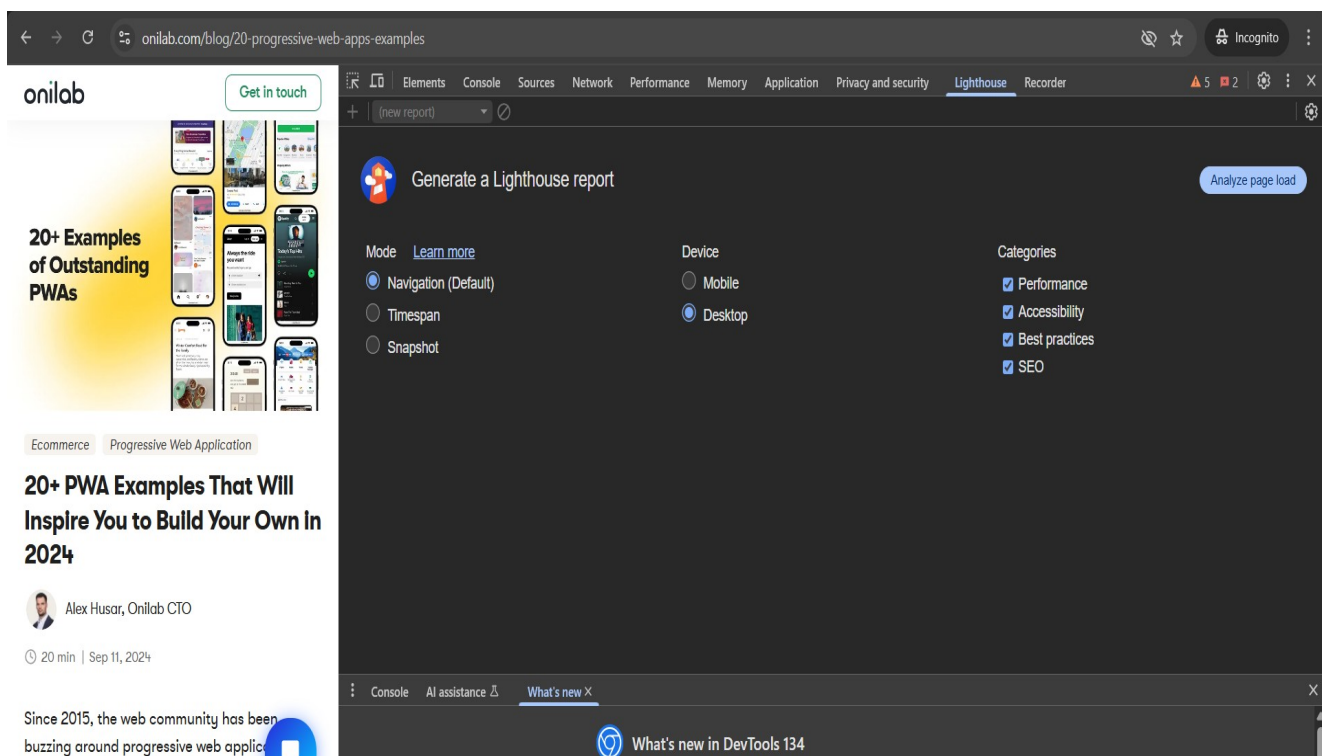 onilab.com/blog/20-progressive-web-apps-examples
Incognito
onilab
Get in touch
20+ Examples
of Outstanding
PWAs
Ecommerce Progressive Web Application
20+ PWA Examples That Will
Inspire You to Build Your Own in
2024
Alex Husar, Onilab CTO
20 min | Sep 11, 2024
Since 2015, the web community has been
buzzing around progressive web
Elements Console Sources Network Performance Memory Application Privacy and security Lighthouse Recorder 5 2
(new report)
Generate a Lighthouse report
Analyze page load
Mode Learn more
Navigation (Default)
Timespan
Snapshot
Device
Mobile
Desktop
Categories
Performance
Accessibility
Best practices
SEO
Console AI assistance What's new
What's new in DevTools 134